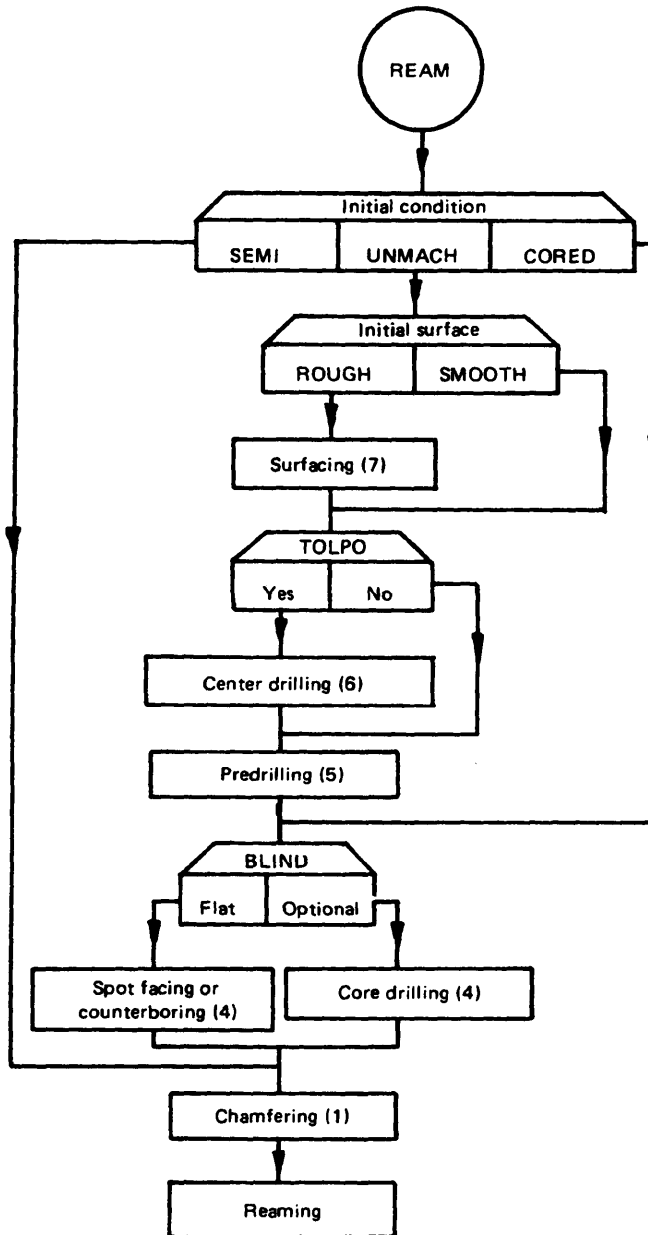 REAM
Initial condition
SEMI UNMACH CORED
Initial surface
ROUGH SMOOTH
Surfacing (7)
TOLPO
Yes No
Center drilling (6)
Predrilling (5)
BLIND
Flat Optional
Spot facing or
counterboring (4)
Core drilling (4)
Chamfering (1)
Reaming